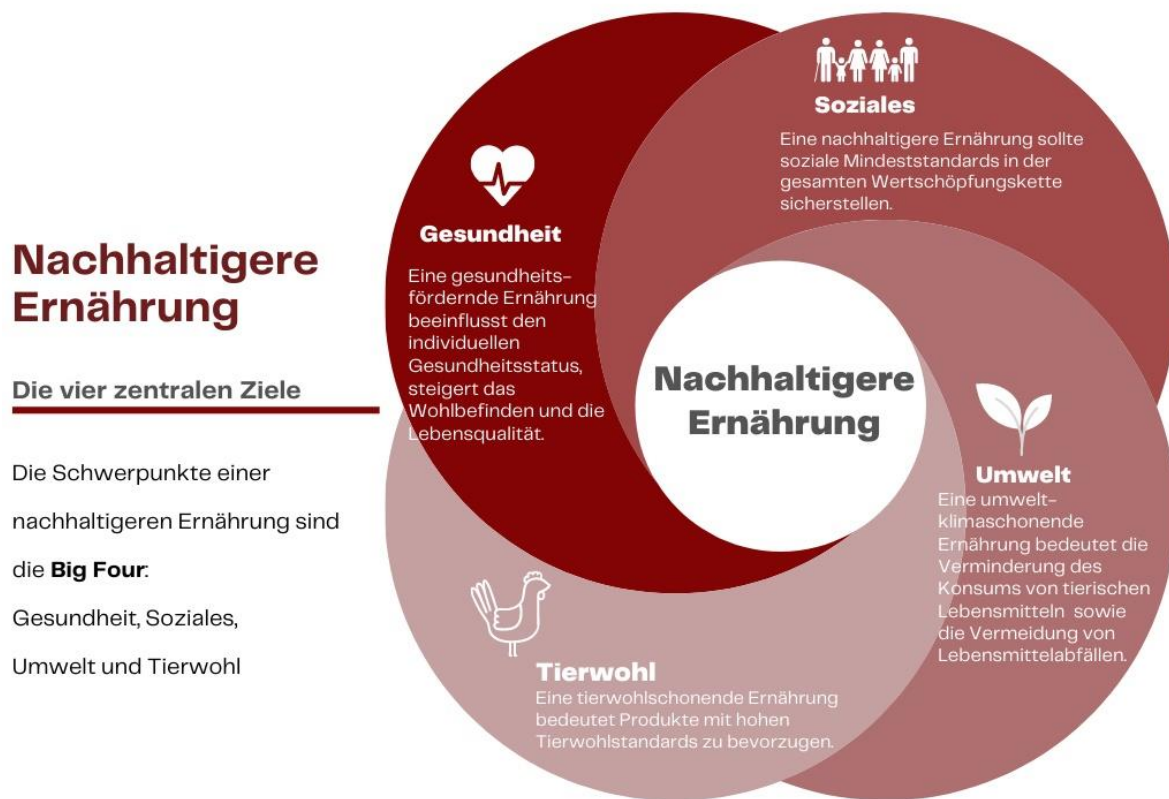 Nachhaltigere
Ernährung
Die vier zentralen Ziele
Die Schwerpunkte einer
nachhaltigeren Ernährung sind
die Big Four:
Gesundheit, Soziales,
Umwelt und Tierwohl
Gesundheit
Eine gesundheits-
fördernde Ernährung
beeinflusst den
individuellen
Gesundheitsstatus,
steigert das
Wohlbefinden und die
Lebensqualität.
Soziales
Eine nachhaltigere Ernährung sollte
soziale Mindeststandards in der
gesamten Wertschöpfungskette
sicherstellen.
Nachhaltigere
Ernährung
Umwelt
Eine umwelt-
klimaschonende
Ernährung bedeutet die
Verminderung des
Konsums von tierischen
Lebensmitteln sowie
die Vermeidung von
Lebensmittelabfällen.
Tierwohl
Eine tierwohlschonende Ernährung
bedeutet Produkte mit hohen
Tierwohlstandards zu bevorzugen.